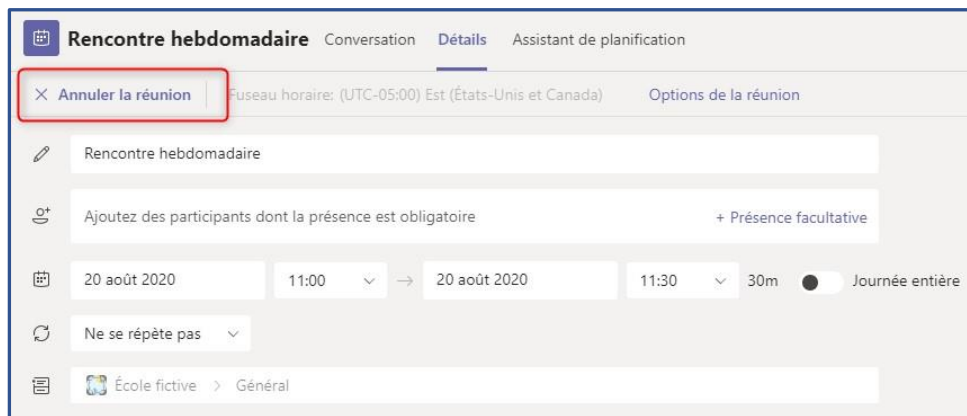 Rencontre hebdomadaire Conversation Détails Assistant de planification
Annuler la réunion Fuseau horaire: (UTC-05:00) Est (États-Unis et Canada) Options de la réunion
Rencontre hebdomadaire
Ajoutez des participants dont la présence est obligatoire + Présence facultative
20 août 2020 11:00 → 20 août 2020 11:30 30m Journée entière
Ne se répète pas
École fictive > Général